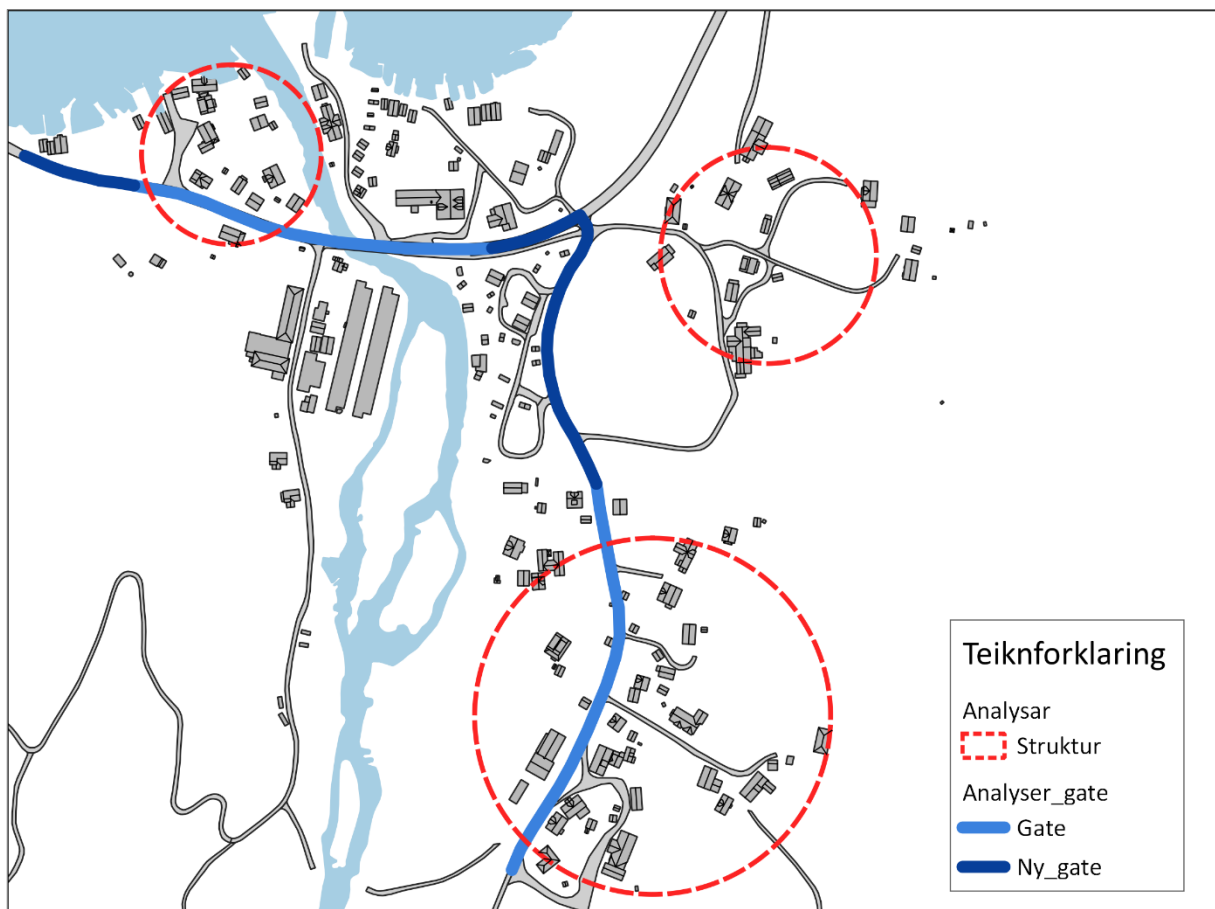 Teiknforklaring
Analysar
Struktur
Analyser_gate
Gate
Ny_gate